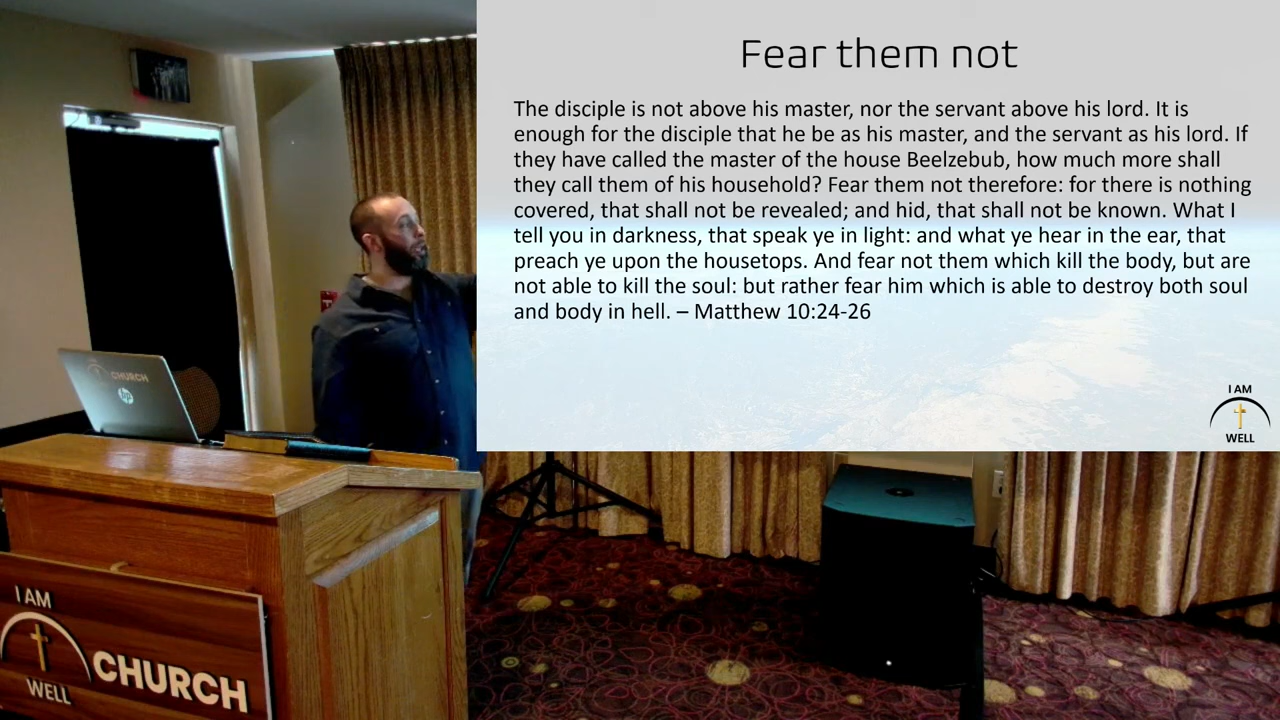 Fear them not
The disciple is not above his master, nor the servant above his lord. It is
enough for the disciple that he be as his master, and the servant as his lord. If
they have called the master of the house Beelzebub, how much more shall
they call them of his household? Fear them not therefore: for there is nothing
covered, that shall not be revealed; and hid, that shall not be known. What I
tell you in darkness, that speak ye in light: and what ye hear in the ear, that
preach ye upon the housetops. And fear not them which kill the body, but are
not able to kill the soul: but rather fear him which is able to destroy both soul
and body in hell. – Matthew 10:24-26
I AM
WELL
CHURCH
hp
I AM
WELL
CHURCH